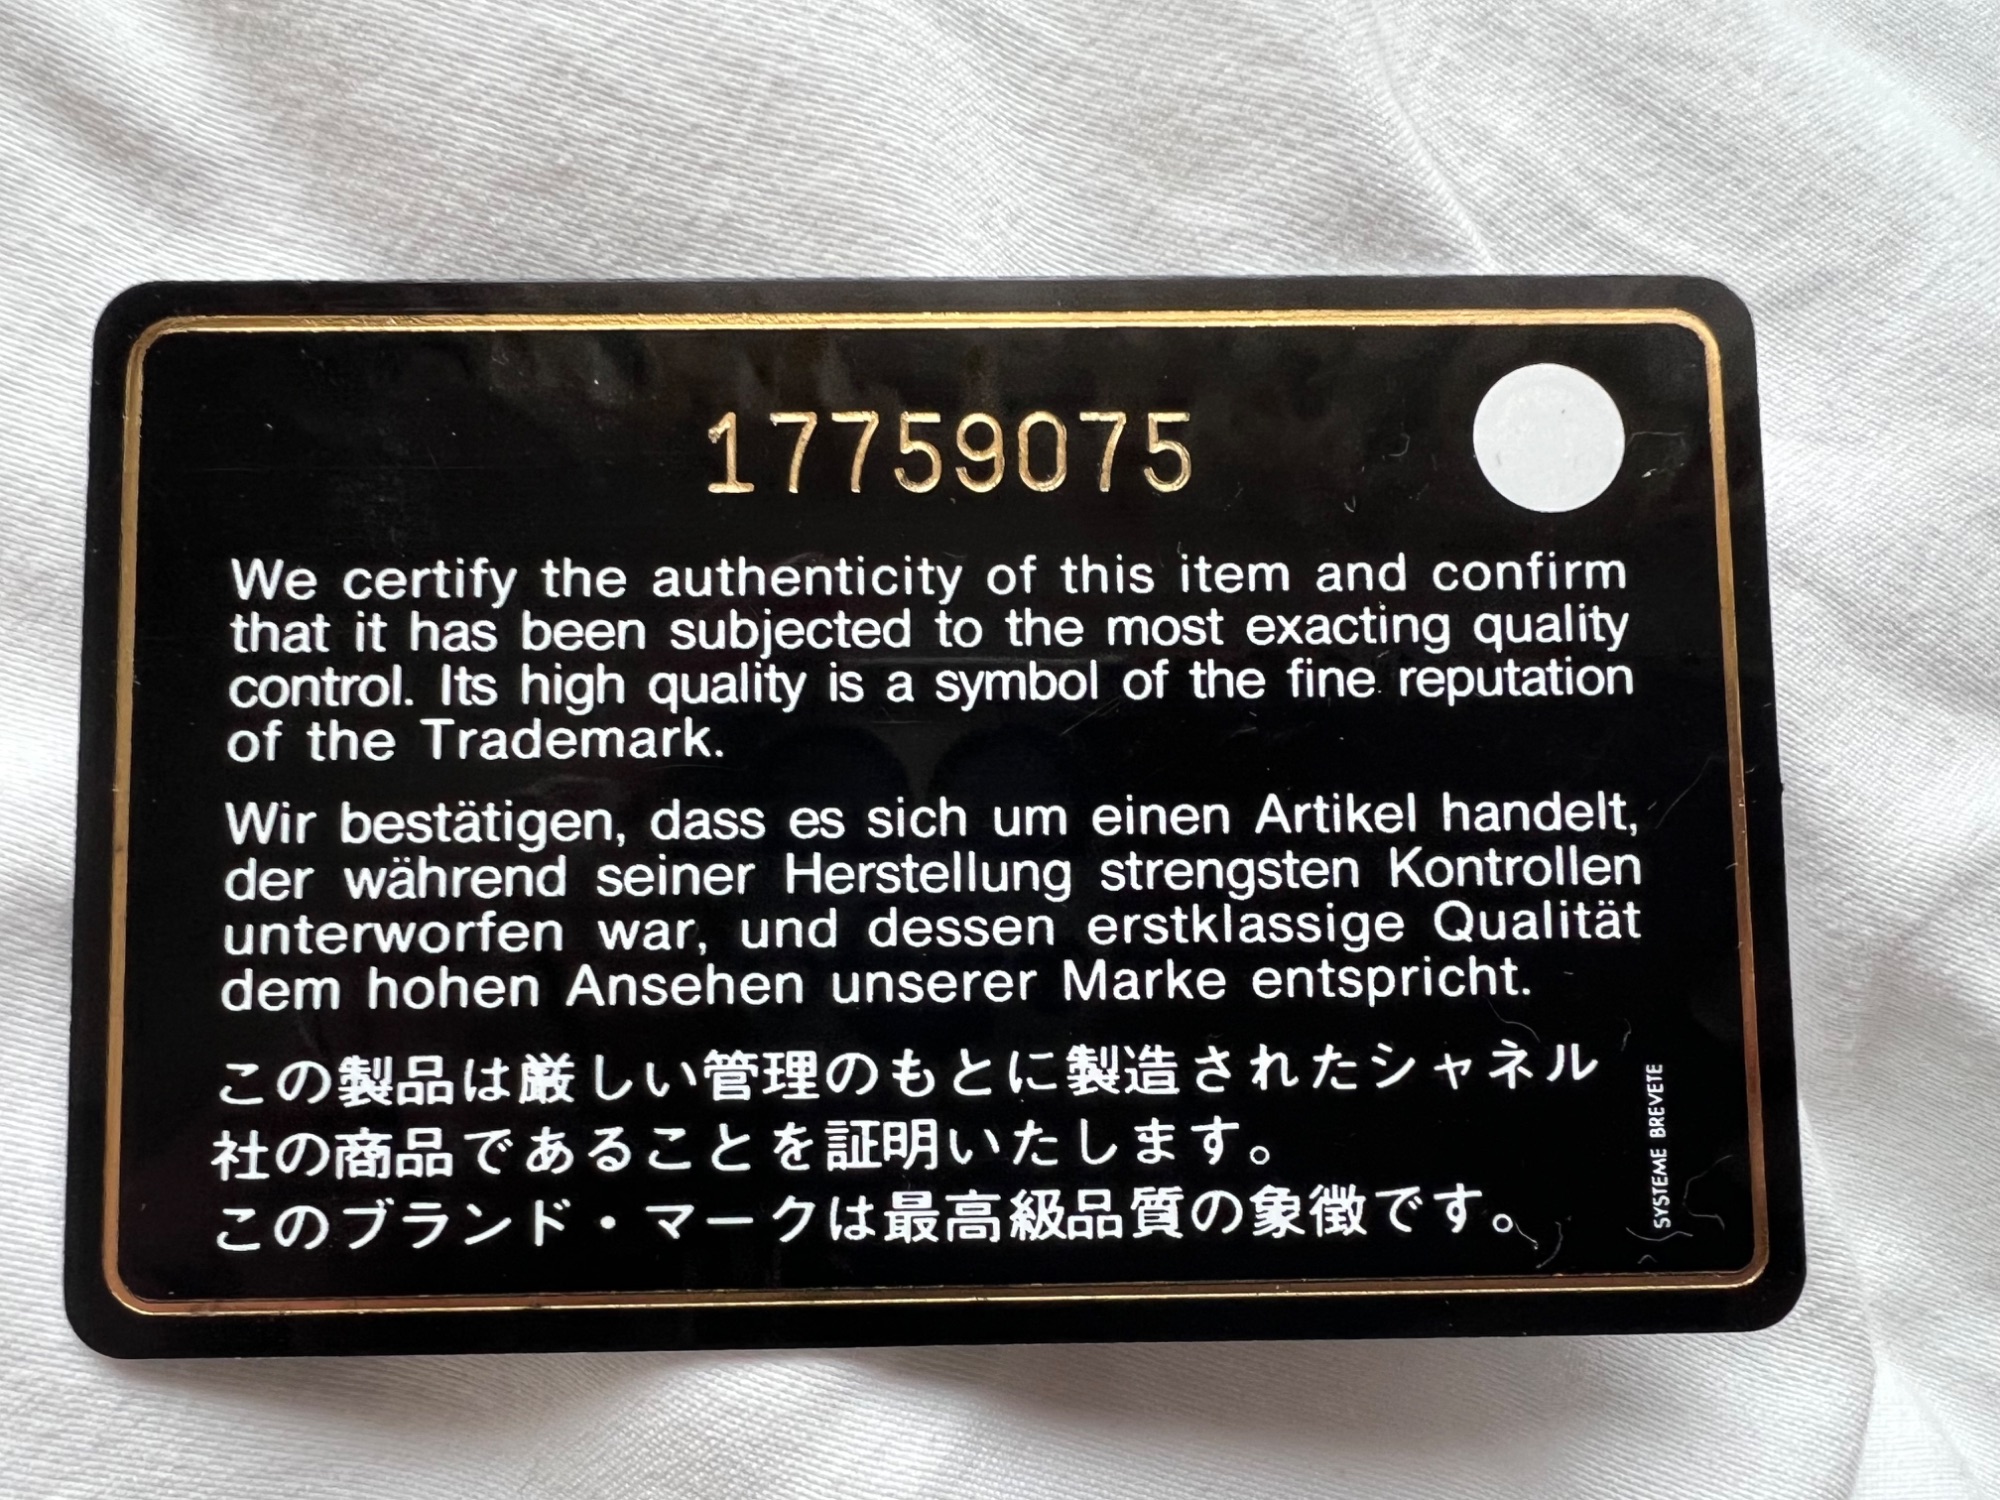 17759075
We certify the authenticity of this item and confirm
that it has been subjected to the most exacting quality
control. Its high quality is a symbol of the fine reputation
of the Trademark.
Wir bestätigen, dass es sich um einen Artikel handelt,
der während seiner Herstellung strengsten Kontrollen
unterworfen war, und dessen erstklassige Qualität
dem hohen Ansehen unserer Marke entspricht.
この製品は厳しい管理のもとに製造されたシャネル
社の商品であることを証明いたします。
このブランド・マークは最高級品質の象徴です。
SYSTEME BREVETE